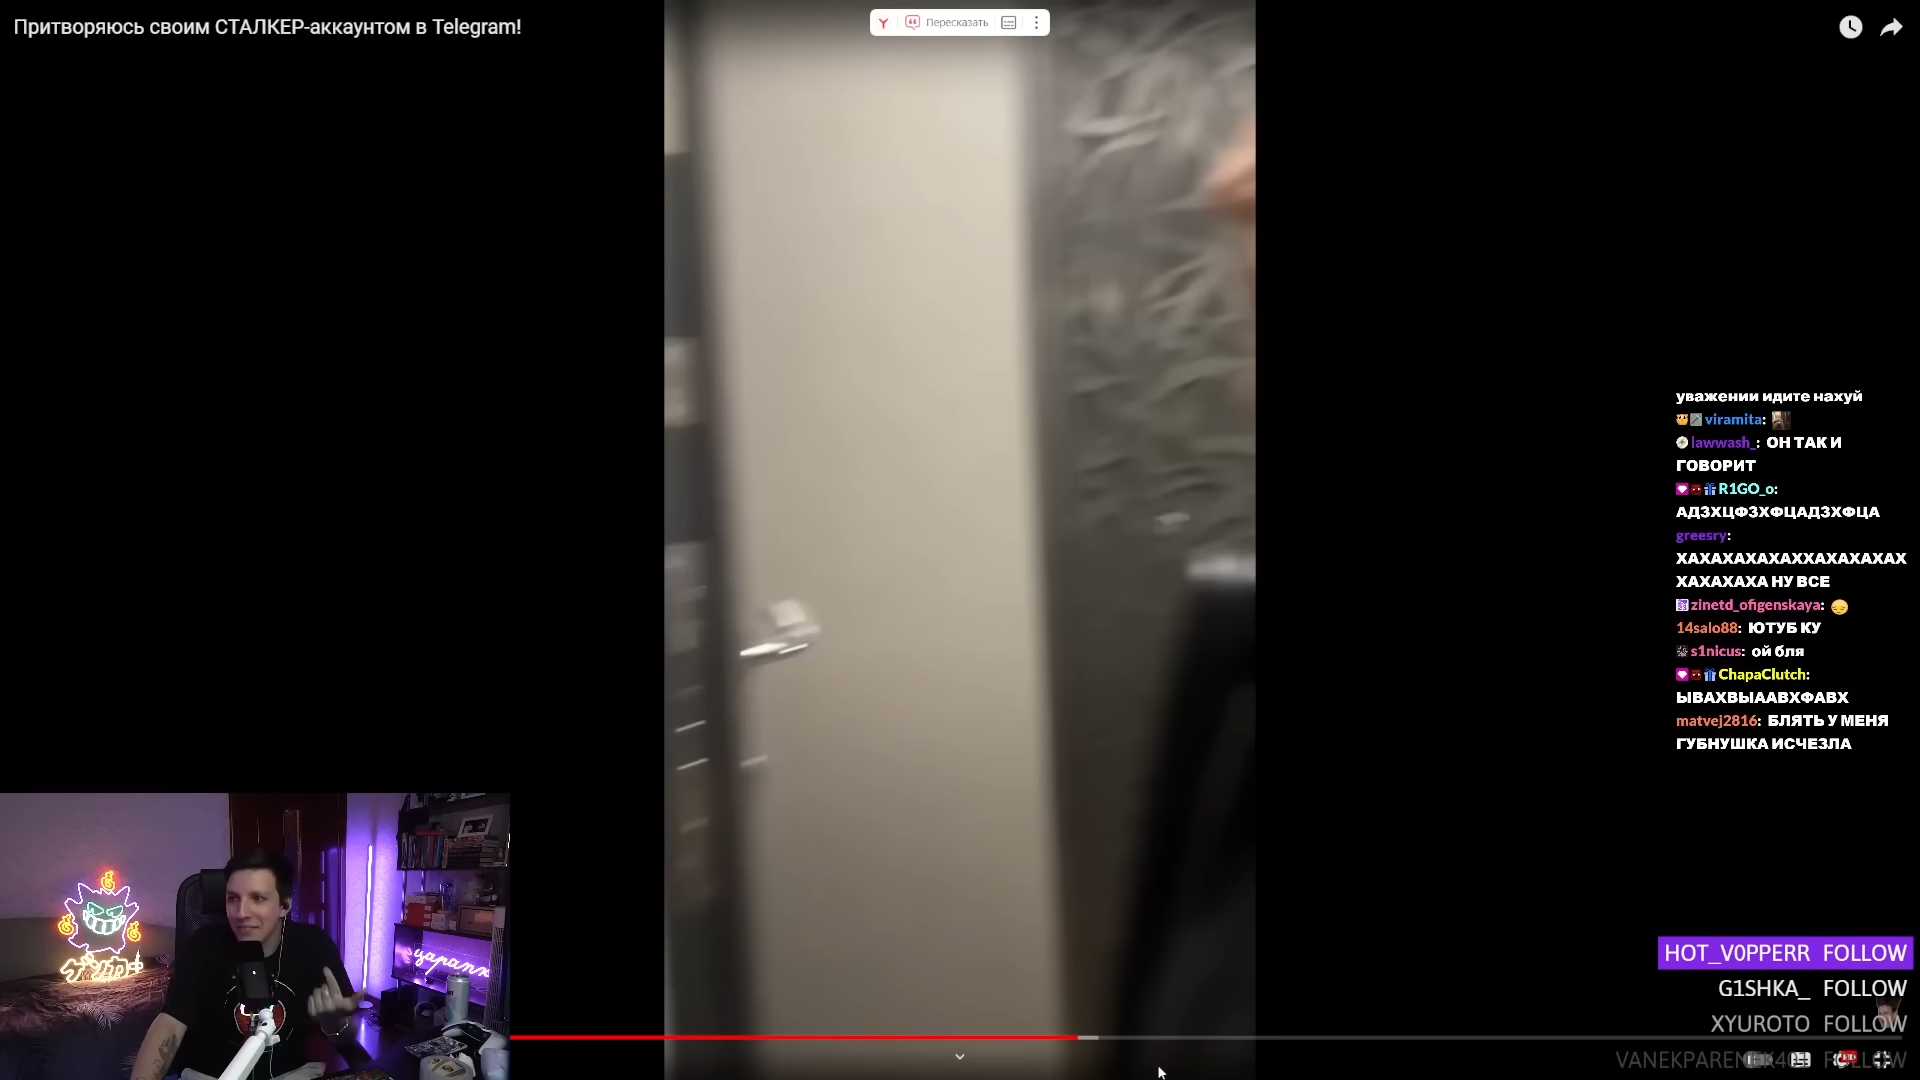 Притворяюсь своим СТАЛКЕР-аккаунтом в Telegram!
Пересказать
уважении идите нахуй
viramita:
lawwash_: ОН ТАК И
ГОВОРИТ
R1GO_o:
АДЗХЦФЗХФЦАДЗХФЦА
greesry:
ХАХАХАХАХАХХАХАХАХАХ
ХАХАХАХА НУ ВСЕ
zinetd_ofigenskaya:
14salo88: ЮТУБ КУ
s1nicus: ой бля
ChapaClutch:
ЫВАХВЫААВХФАВХ
matvej2816: БЛЯТЬ У МЕНЯ
ГУБНУШКА ИСЧЕЗЛА
HOT_V0PPERR FOLLOW
G1SHKA_ FOLLOW
XYUROTO FOLLOW
FOLLOW
царапк